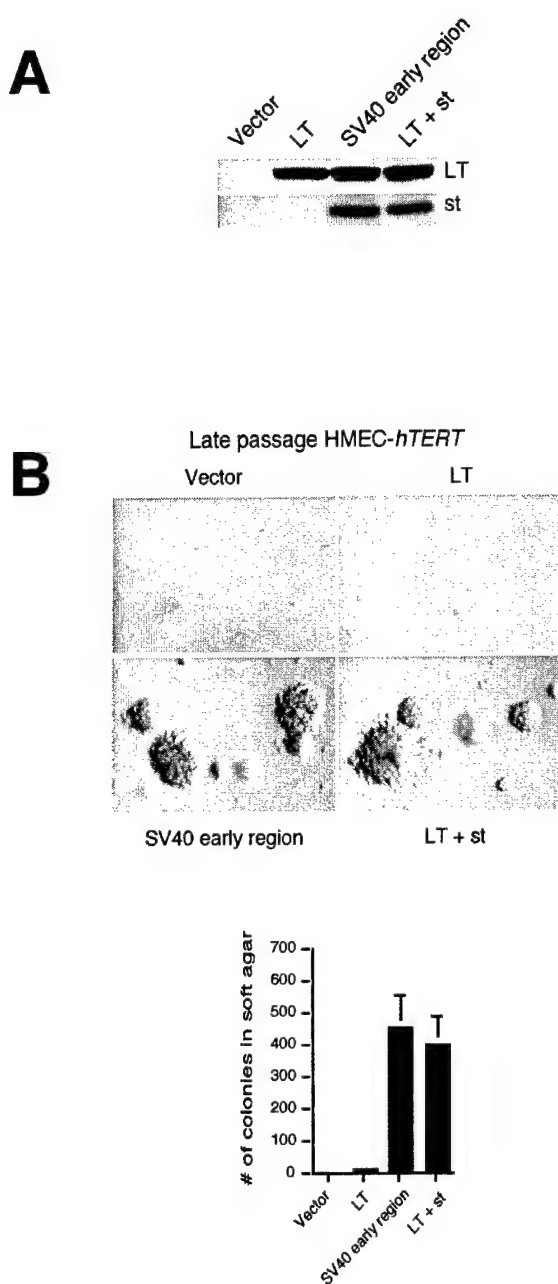 A
Vector
LT
SV40 early region
LT + st
LT
st
Late passage HMEC-hTERT
B
Vector
LT
SV40 early region
LT + st
# of colonies in soft agar
700
600
500
400
300
200
100
0
Vector
LT
SV40 early region
LT + st